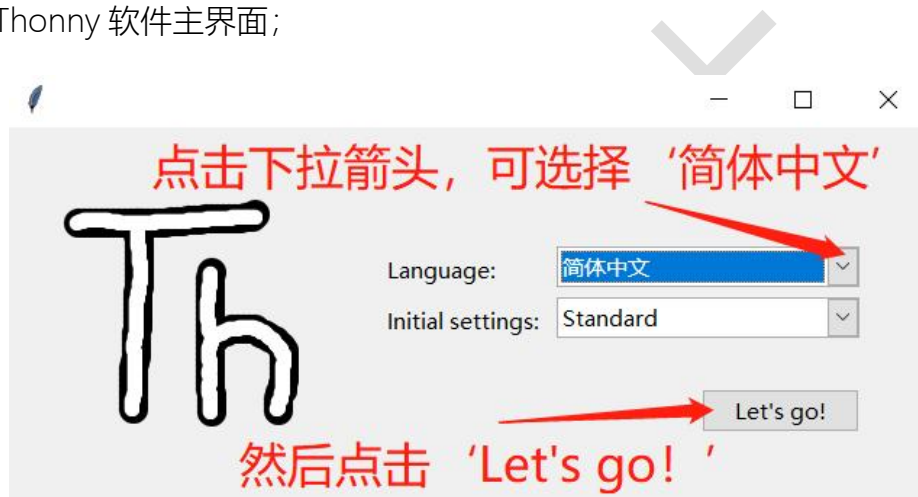 Thonny 软件主界面；
点击下拉箭头，可选择‘简体中文’
Th
Language: 简体中文
Initial settings: Standard
Let's go!
然后点击‘Let's go！’